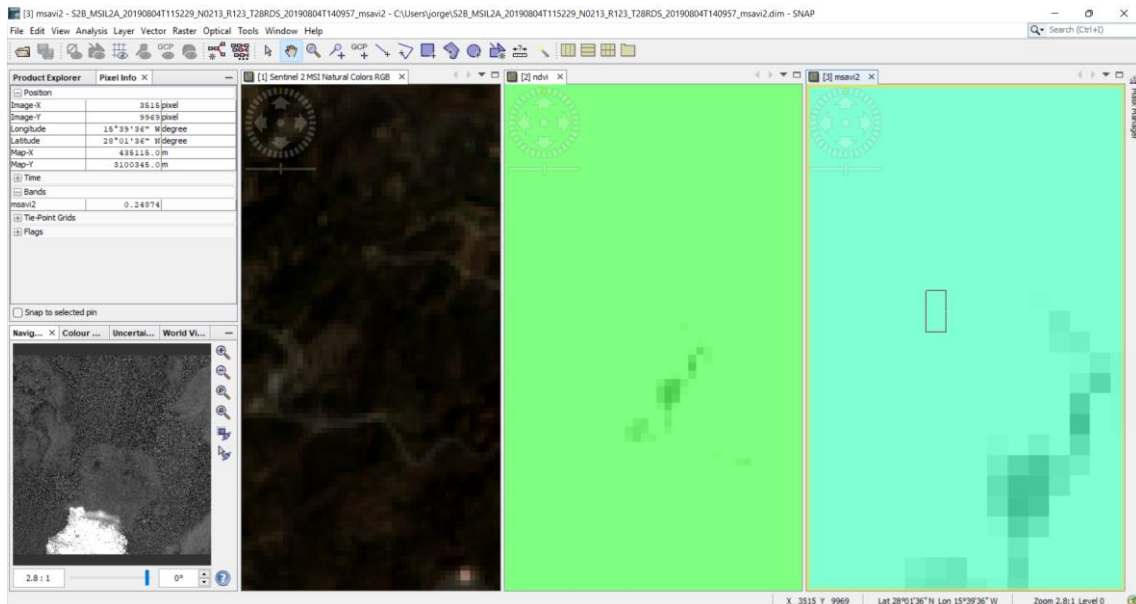 [3] msavi2 - S2B_MSIL2A_20190804T115229_N0213_R123_T28RDS_20190804T140957_msavi2 - C:\Users\jorge\S2B_MSIL2A_20190804T115229_N0213_R123_T28RDS_20190804T140957_msavi2.dim - SNAP
File Edit View Analysis Layer Vector Raster Optical Tools Window Help
Search (Ctrl+I)
GCP GCP
Product Explorer Pixel Info
[1] Sentinel 2 MSI Natural Colors RGB
[2] ndvi
[3] msavi2
Position
Image-X 3515 pixel
Image-Y 9969 pixel
Longitude 15°39'36" W degree
Latitude 28°01'36" N degree
Map-X 435115.0 m
Map-Y 3100345.0 m
Time
Bands
msavi2 0.24874
Tie-Point Grids
Flags
Snap to selected pin
Navig... Colour ... Uncertai... World Vi...
Mask Manager
2.8 : 1 0°
X 3515 Y 9969 Lat 28°01'36" N Lon 15°39'36" W Zoom 2.8:1 Level 0